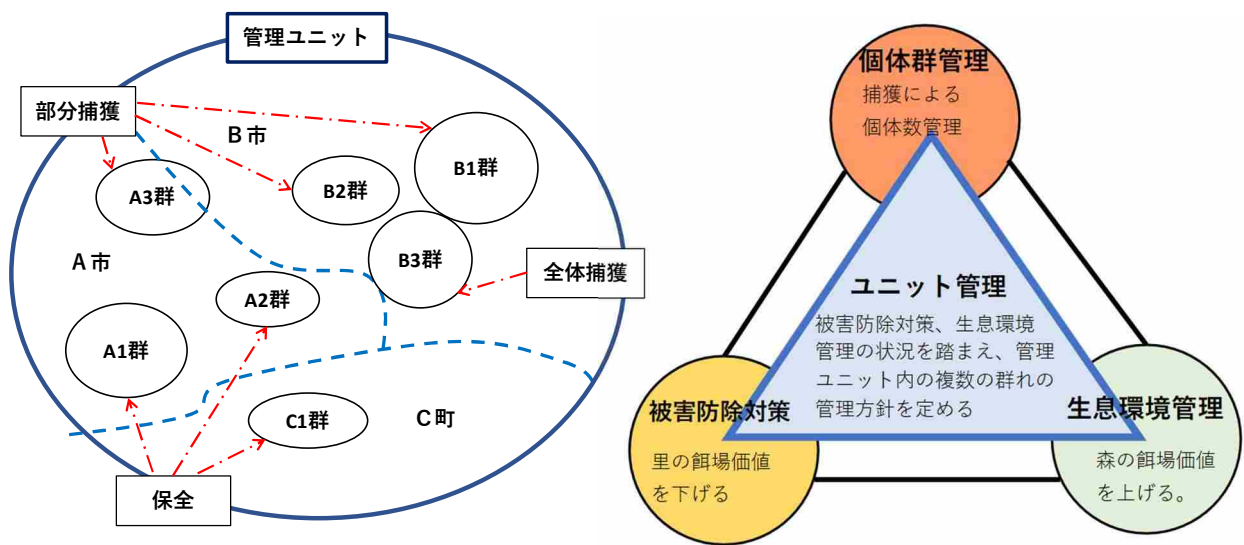 管理ユニット
部分捕獲
B市
B1群
B2群
A3群
B3群
A市
全体捕獲
A2群
A1群
C1群
C町
保全
個体群管理
捕獲による
個体数管理
ユニット管理
被害防除対策、生息環境
管理の状況を踏まえ、管理
ユニット内の複数の群れの
管理方針を定める
被害防除対策
里の餌場価値
を下げる
生息環境管理
森の餌場価値
を上げる。